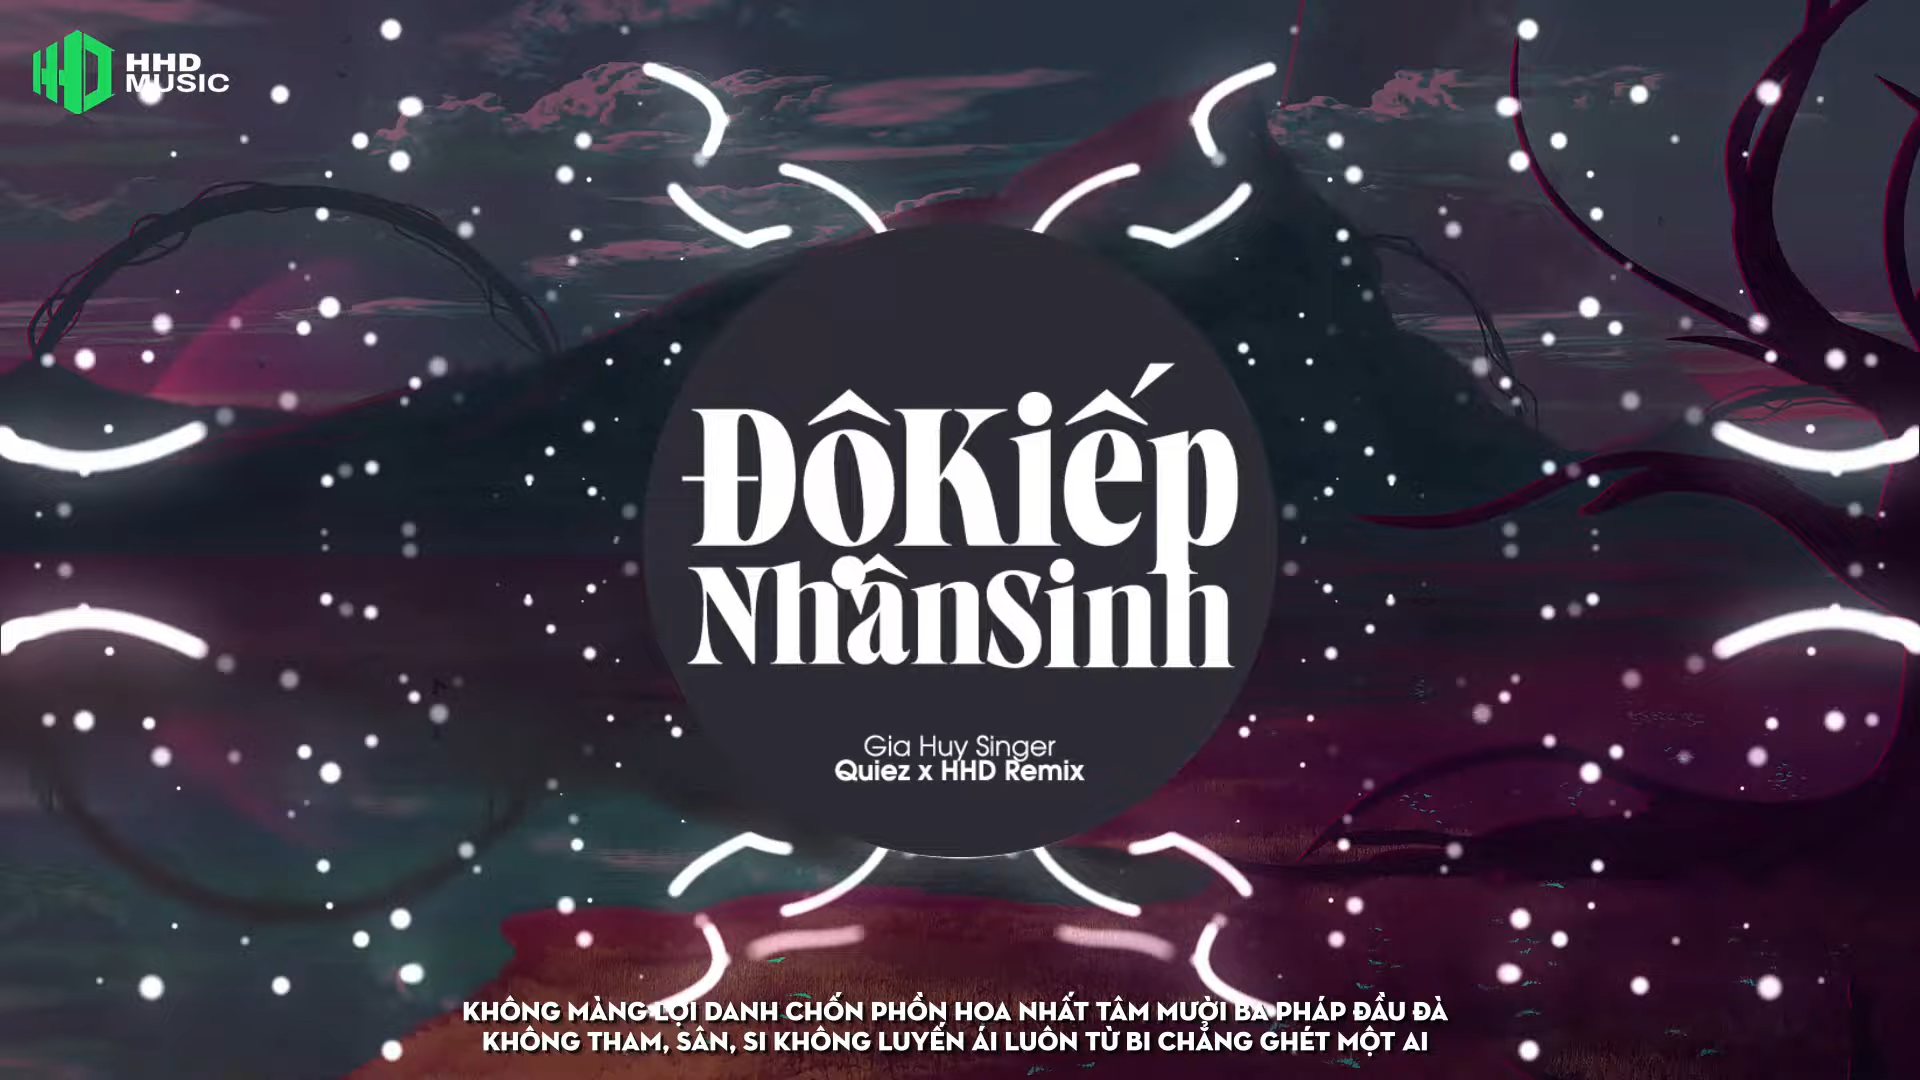 HHD
MUSIC
Độ Kiếp
Nhân Sinh
Gia Huy Singer
Quiez x HHD Remix
KHÔNG MÀNG LỢI DANH CHỐN PHỒN HOA NHẤT TÂM MƯỜI BA PHÁP ĐẦU ĐÀ
KHÔNG THAM, SÂN, SI KHÔNG LUYẾN ÁI LUÔN TỪ BI CHẲNG GHÉT MỘT AI